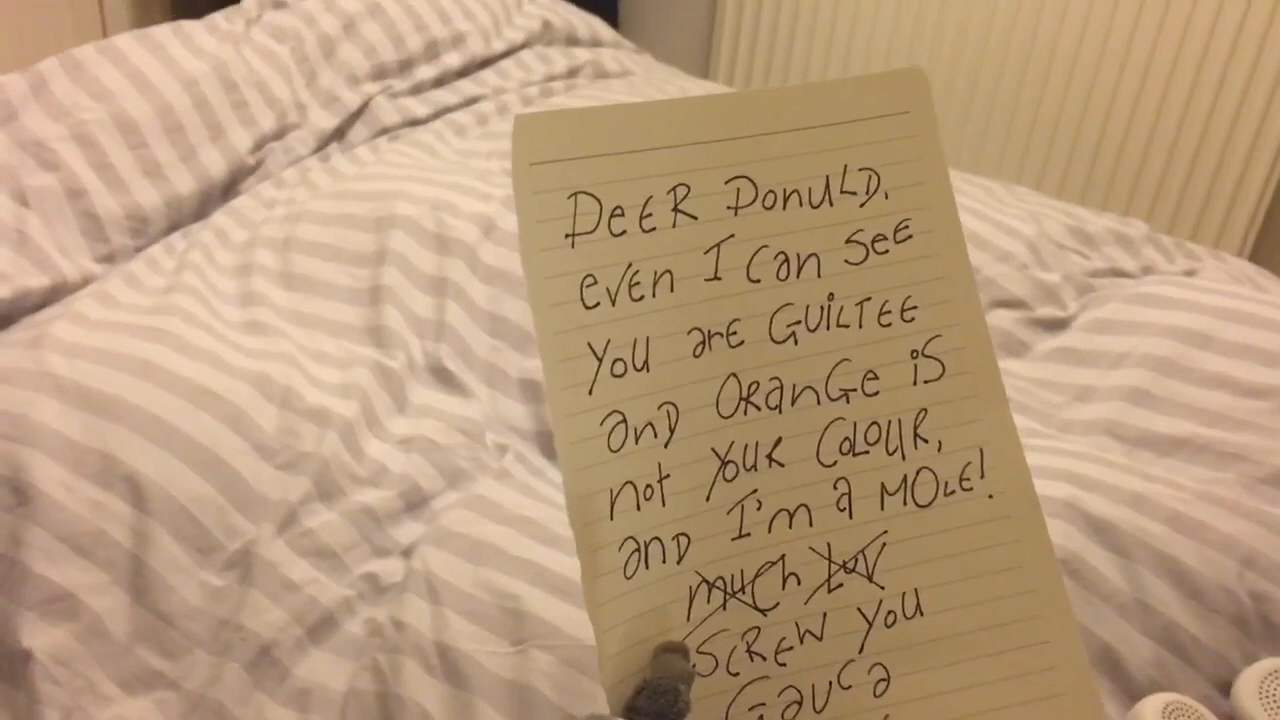 DEER DONULD.
even I can see
you are GUILTEE
and ORanGe is
not your COLOUR,
and I'm a MOLE!
much Luv
SCREW you
Gauca